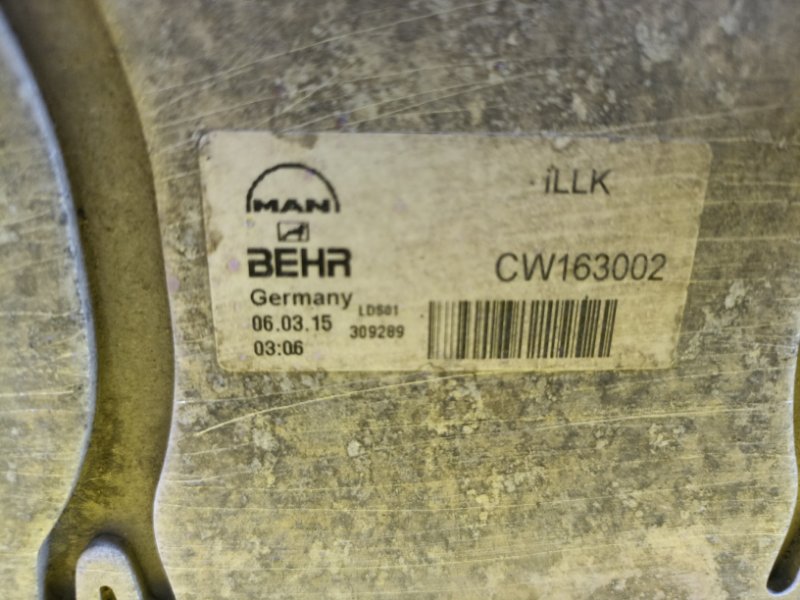 MAN
iLLK
BEHR
CW163002
Germany
LDS01
06.03.15
309289
03:06